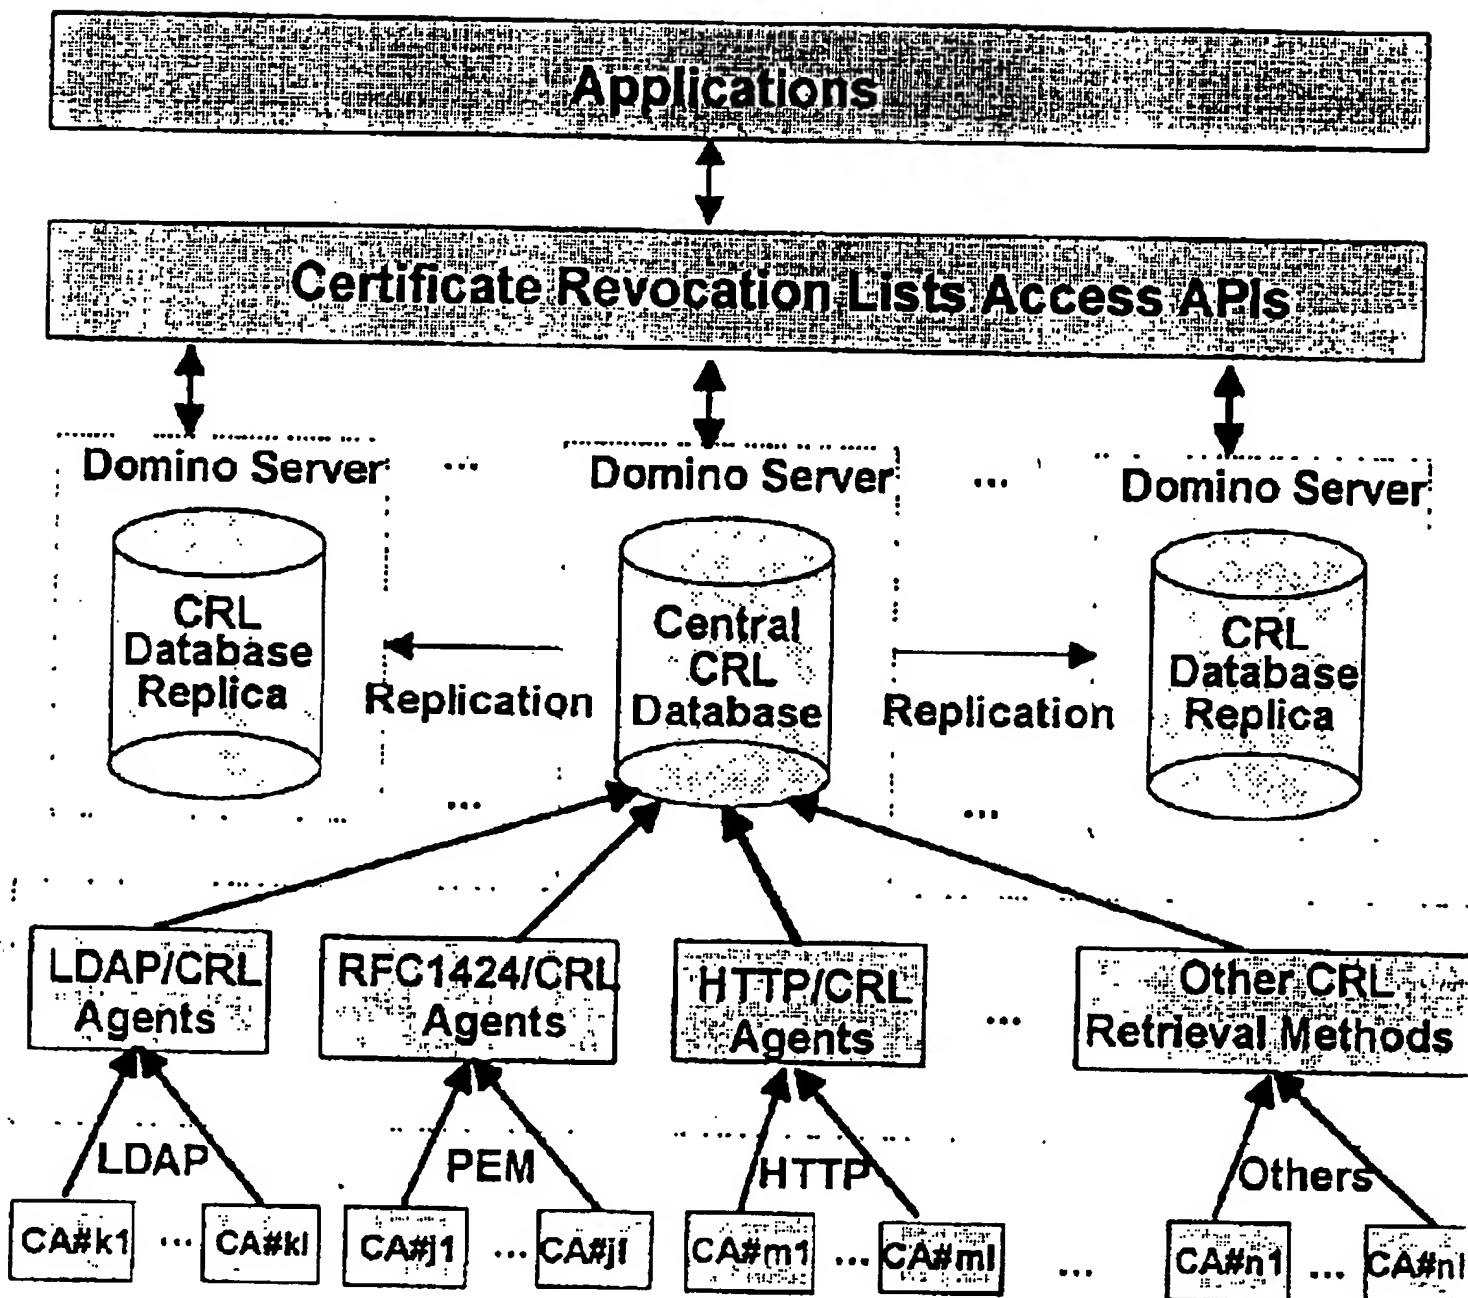 Applications
Certificate Revocation Lists Access APIs
Domino Server
...
Domino Server
...
Domino Server
CRL
Database
Replica
Replication
Central
CRL
Database
Replication
CRL
Database
Replica
...
...
LDAP/CRL
Agents
RFC1424/CRL
Agents
HTTP/CRL
Agents
...
Other CRL
Retrieval Methods
LDAP
PEM
HTTP
Others
CA#k1
...
CA#kl
CA#j1
...
CA#jl
CA#m1
...
CA#ml
...
CA#n1
...
CA#nl